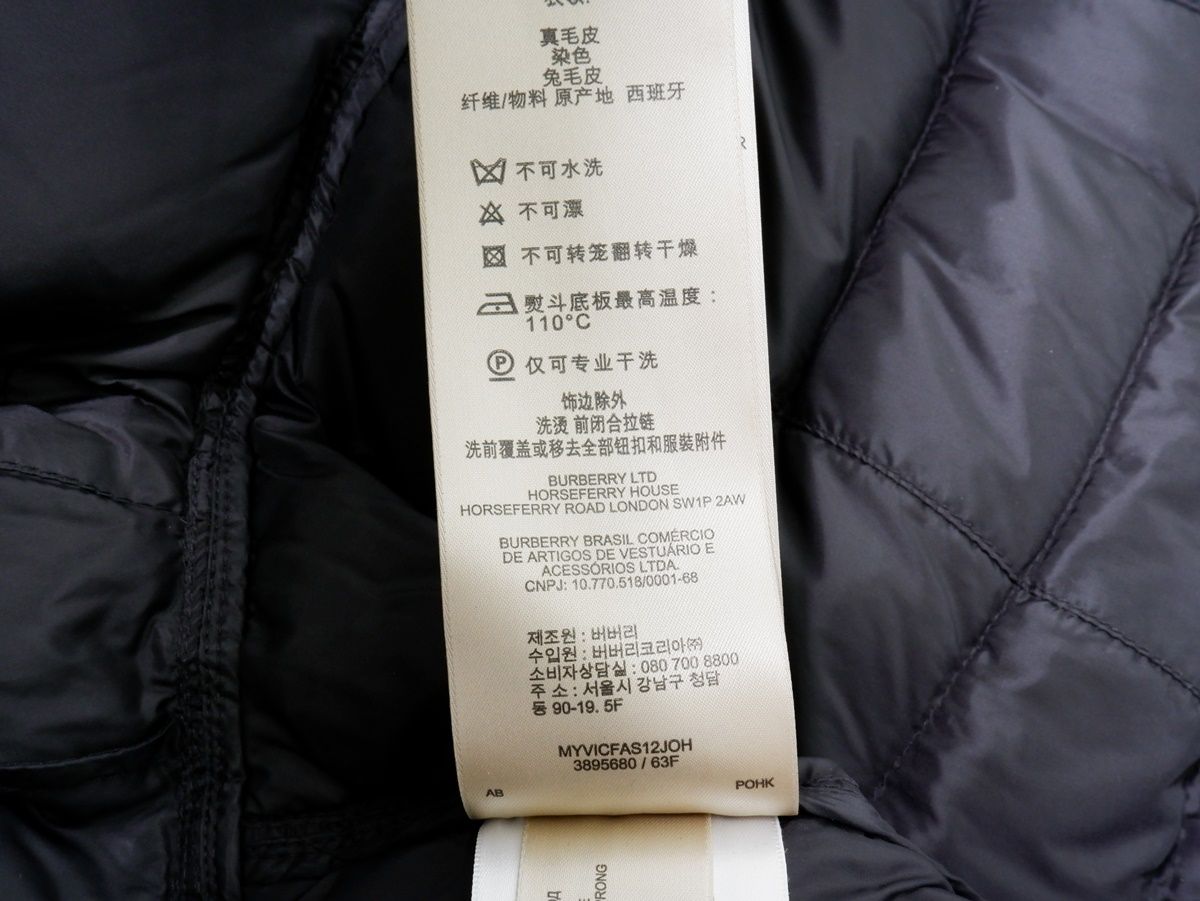 真毛皮
染色
兔毛皮
纤维/物料 原产地 西班牙
R
不可水洗
不可漂
不可转笼翻转干燥
熨斗底板最高温度：
110°C
P 仅可专业干洗
饰边除外
洗烫 前闭合拉链
洗前覆盖或移去全部钮扣和服裝附件
BURBERRY LTD
HORSEFERRY HOUSE
HORSEFERRY ROAD LONDON SW1P 2AW
BURBERRY BRASIL COMÉRCIO
DE ARTIGOS DE VESTUÁRIO E
ACESSÓRIOS LTDA.
CNPJ: 10.770.518/0001-68
제조원 : 버버리
수입원 : 버버리코리아㈜
소비자상담실 : 080 700 8800
주 소 : 서울시 강남구 청담
동 90-19. 5F
MYVICFAS12JOH
3895680 / 63F
AB
POHK